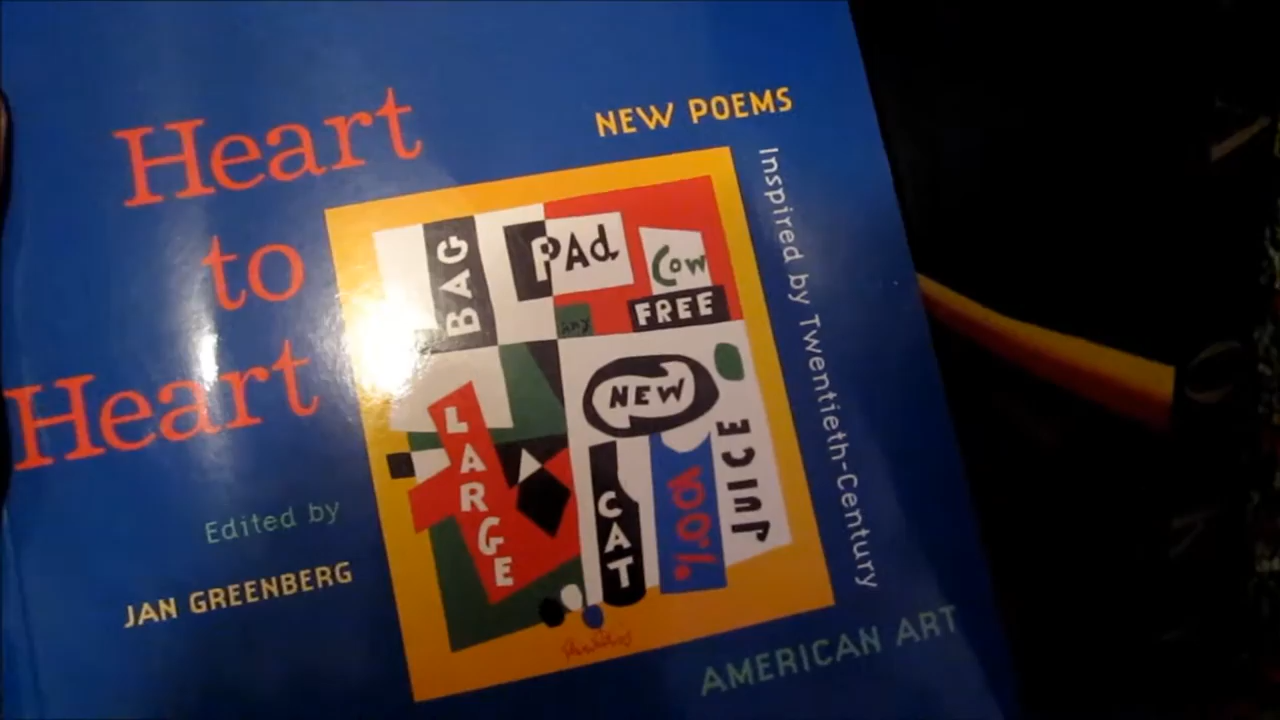 Heart
to
Heart
NEW POEMS
Inspired by Twentieth-Century
AMERICAN ART
Edited by
JAN GREENBERG
BAG
PAd
Cow
FREE
any
NEW
LARGE
CAT
100%
JUICE